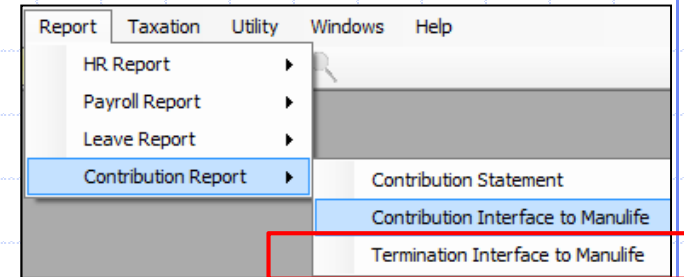 Report Taxation Utility Windows Help
HR Report
Payroll Report
Leave Report
Contribution Report
Contribution Statement
Contribution Interface to Manulife
Termination Interface to Manulife